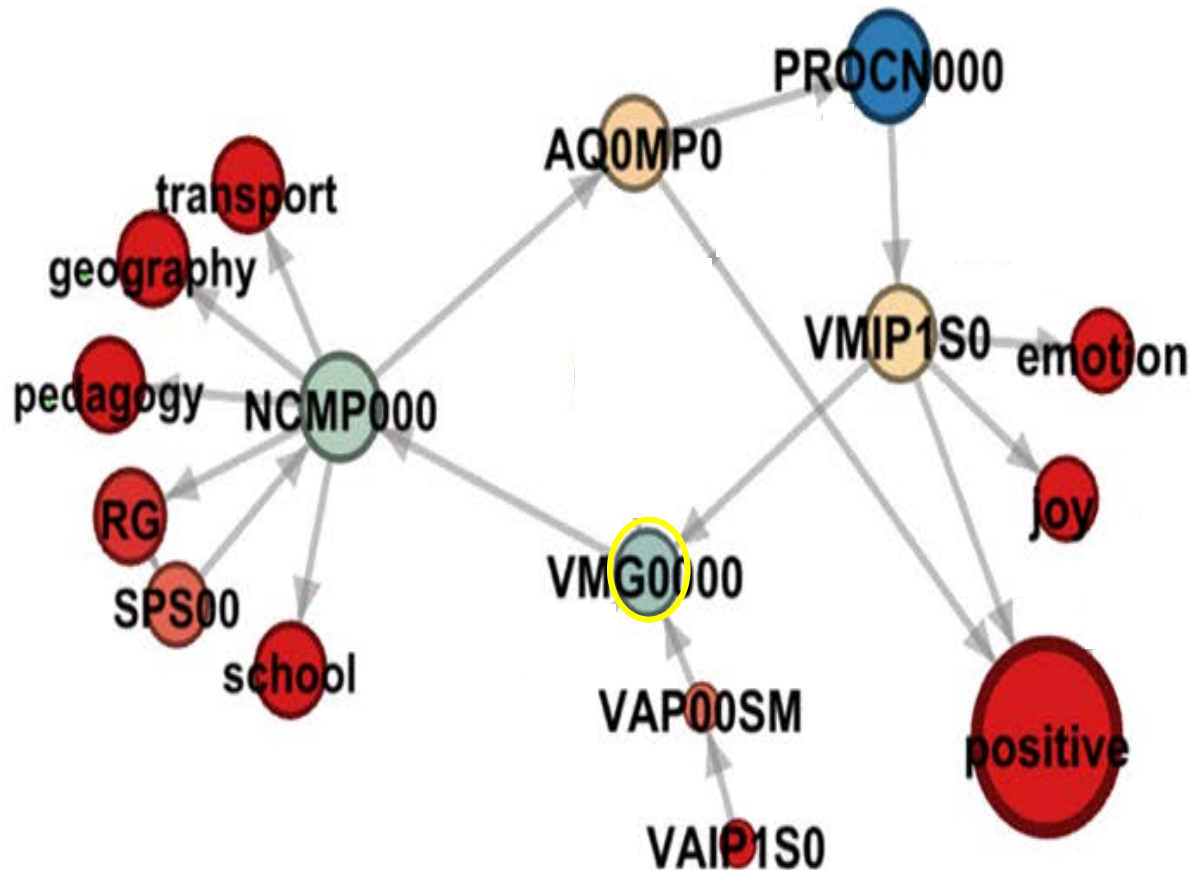 PROCN000
AQ0MP0
transport
geography
VMIP1S0
emotion
pedagogy
NCMP000
joy
RG
VMG0000
SPS00
school
VAP00SM
positive
VAIP1S0